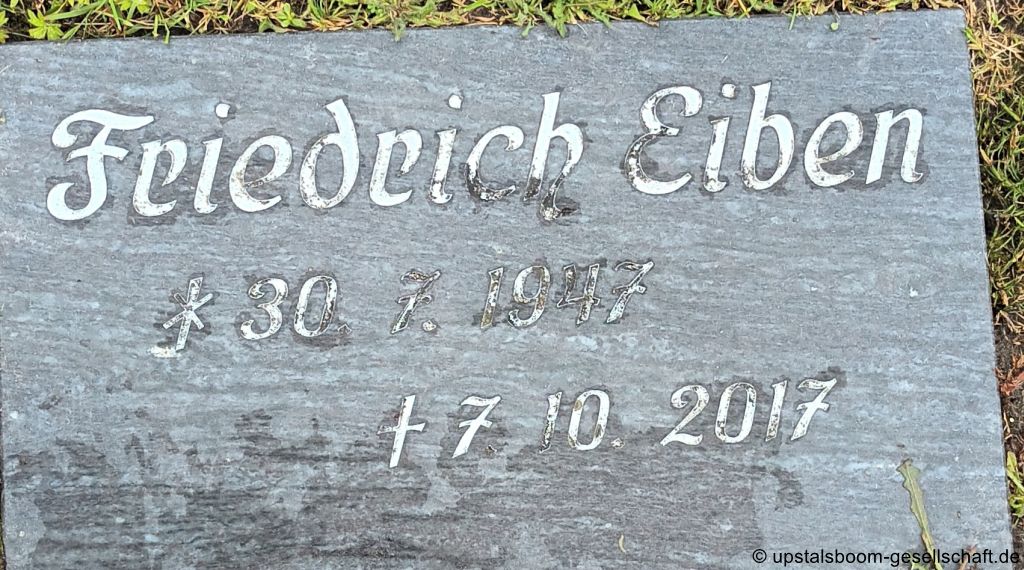 Friedrich Eiben
* 30. 7. 1947
† 7. 10. 2017
© upstalsboom-gesellschaft.de